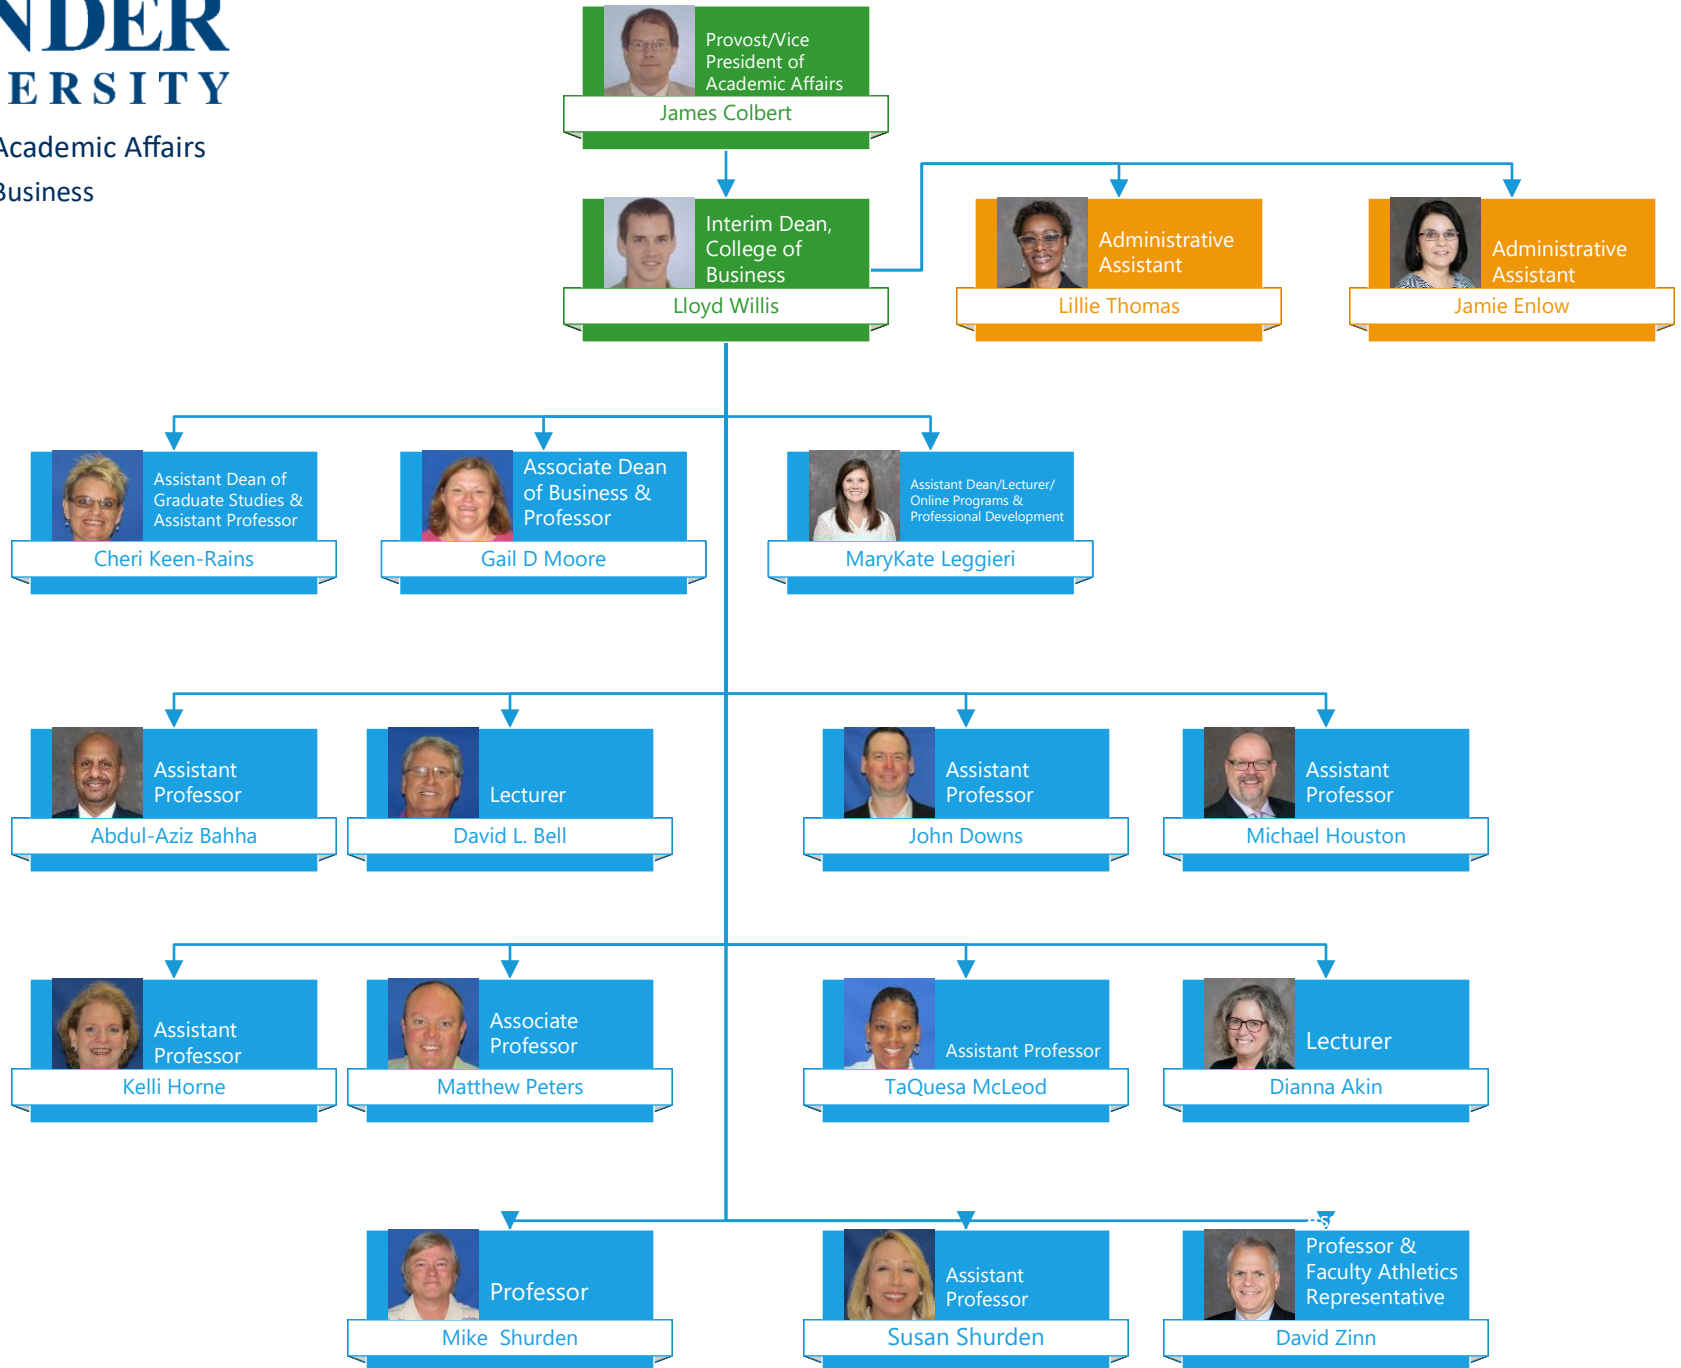 NDER
ERSITY
Academic Affairs
Business
Provost/Vice
President of
Academic Affairs
James Colbert
Interim Dean,
College of
Business
Lloyd Willis
Administrative
Assistant
Lillie Thomas
Administrative
Assistant
Jamie Enlow
Assistant Dean of
Graduate Studies &
Assistant Professor
Cheri Keen-Rains
Associate Dean
of Business &
Professor
Gail D Moore
Assistant Dean/Lecturer/
Online Programs &
Professional Development
MaryKate Leggieri
Assistant
Professor
Abdul-Aziz Bahha
Lecturer
David L. Bell
Assistant
Professor
John Downs
Assistant
Professor
Michael Houston
Assistant
Professor
Kelli Horne
Associate
Professor
Matthew Peters
Assistant Professor
TaQuesa McLeod
Lecturer
Dianna Akin
Professor
Mike  Shurden
Assistant
Professor
Susan Shurden
Professor &
Faculty Athletics
Representative
David Zinn